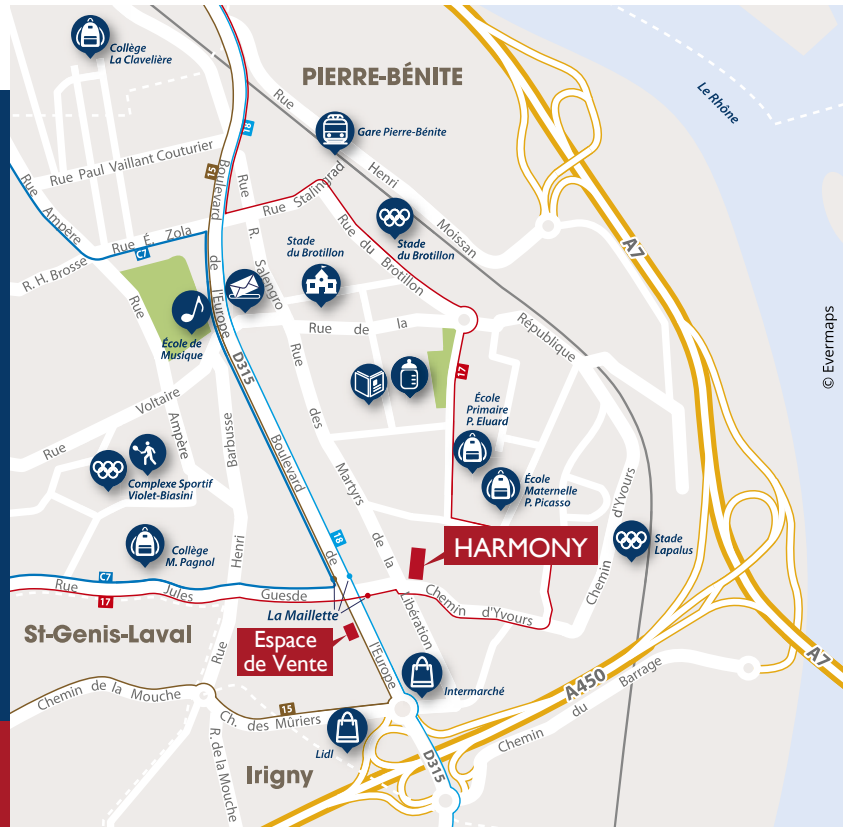 Collège
La Clavelière
PIERRE-BÉNITE
Le Rhône
Rue
18
Gare Pierre-Bénite
Rue Paul Vaillant Couturier
15
Boulevard
Rue
Henri
Moissan
Rue Stalingrad
Rue
Ampère
Rue É. Zola
C7
R. H. Brosse
R. Salengro
Stade
du Brotillon
Stade
du Brotillon
Rue du Brotillon
A7
de l'Europe
École de
Musique
Rue de la
République
D315
© Evermaps
Rue
Ampère
Rue Voltaire
Barbusse
Rue des Martyrs de la Libération
17
École
Primaire
P. Eluard
École
Maternelle
P. Picasso
Boulevard de l'Europe
Complexe Sportif
Violet-Biasini
Chemin d'Yvours
Stade
Lapalus
18
HARMONY
Collège
M. Pagnol
Henri
C7
Rue Jules Guesde
17
La Maillette
Chemin d'Yvours
St-Genis-Laval
Espace
de Vente
Rue
A7
Intermarché
A450
Chemin du Barrage
Chemin de la Mouche
15
Ch. des Mûriers
R. de la Mouche
Lidl
D315
Irigny